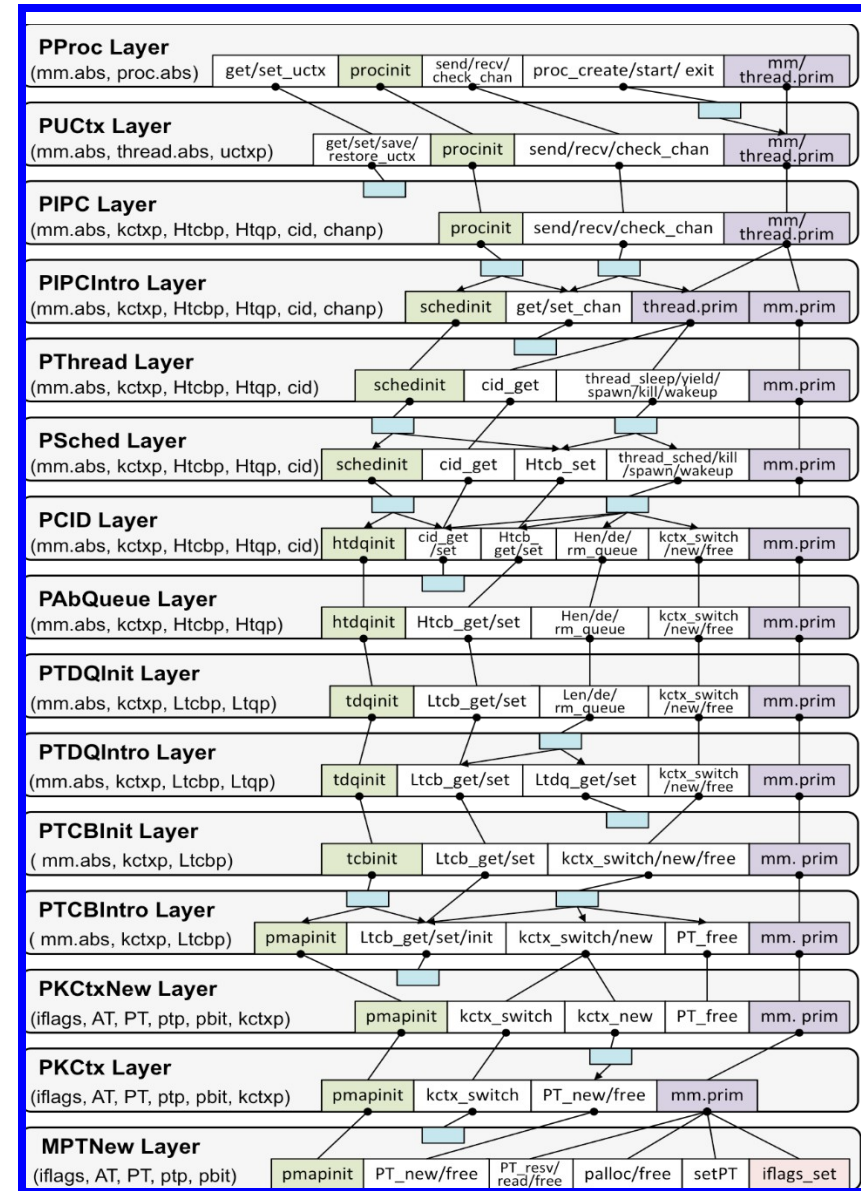 PProc Layer
(mm.abs, proc.abs)
get/set_uctx
procinit
send/recv/
check_chan
proc_create/start/ exit
mm/
thread.prim
PUCtx Layer
(mm.abs, thread.abs, uctxp)
get/set/save/
restore_uctx
procinit
send/recv/check_chan
mm/
thread.prim
PIPC Layer
(mm.abs, kctxp, Htcbp, Htqp, cid, chanp)
procinit
send/recv/check_chan
mm/
thread.prim
PIPCIntro Layer
(mm.abs, kctxp, Htcbp, Htqp, cid, chanp)
schedinit
get/set_chan
thread.prim
mm.prim
PThread Layer
(mm.abs, kctxp, Htcbp, Htqp, cid)
schedinit
cid_get
thread_sleep/yield/
spawn/kill/wakeup
mm.prim
PSched Layer
(mm.abs, kctxp, Htcbp, Htqp, cid)
schedinit
cid_get
Htcb_set
thread_sched/kill
/spawn/wakeup
mm.prim
PCID Layer
(mm.abs, kctxp, Htcbp, Htqp, cid)
htdqinit
cid_get
/set
Htcb_
get/set
Hen/de/
rm_queue
kctx_switch
/new/free
mm.prim
PAbQueue Layer
(mm.abs, kctxp, Htcbp, Htqp)
htdqinit
Htcb_get/set
Hen/de/
rm_queue
kctx_switch
/new/free
mm.prim
PTDQInit Layer
(mm.abs, kctxp, Ltcbp, Ltqp)
tdqinit
Ltcb_get/set
Len/de/
rm_queue
kctx_switch
/new/free
mm.prim
PTDQIntro Layer
(mm.abs, kctxp, Ltcbp, Ltqp)
tdqinit
Ltcb_get/set
Ltdq_get/set
kctx_switch
/new/free
mm.prim
PTCBInit Layer
( mm.abs, kctxp, Ltcbp)
tcbinit
Ltcb_get/set
kctx_switch/new/free
mm. prim
PTCBIntro Layer
( mm.abs, kctxp, Ltcbp)
pmapinit
Ltcb_get/set/init
kctx_switch/new
PT_free
mm. prim
PKCtxNew Layer
(iflags, AT, PT, ptp, pbit, kctxp)
pmapinit
kctx_switch
kctx_new
PT_free
mm. prim
PKCtx Layer
(iflags, AT, PT, ptp, pbit, kctxp)
pmapinit
kctx_switch
PT_new/free
mm.prim
MPTNew Layer
(iflags, AT, PT, ptp, pbit)
pmapinit
PT_new/free
PT_resv/
read/free
palloc/free
setPT
iflags_set